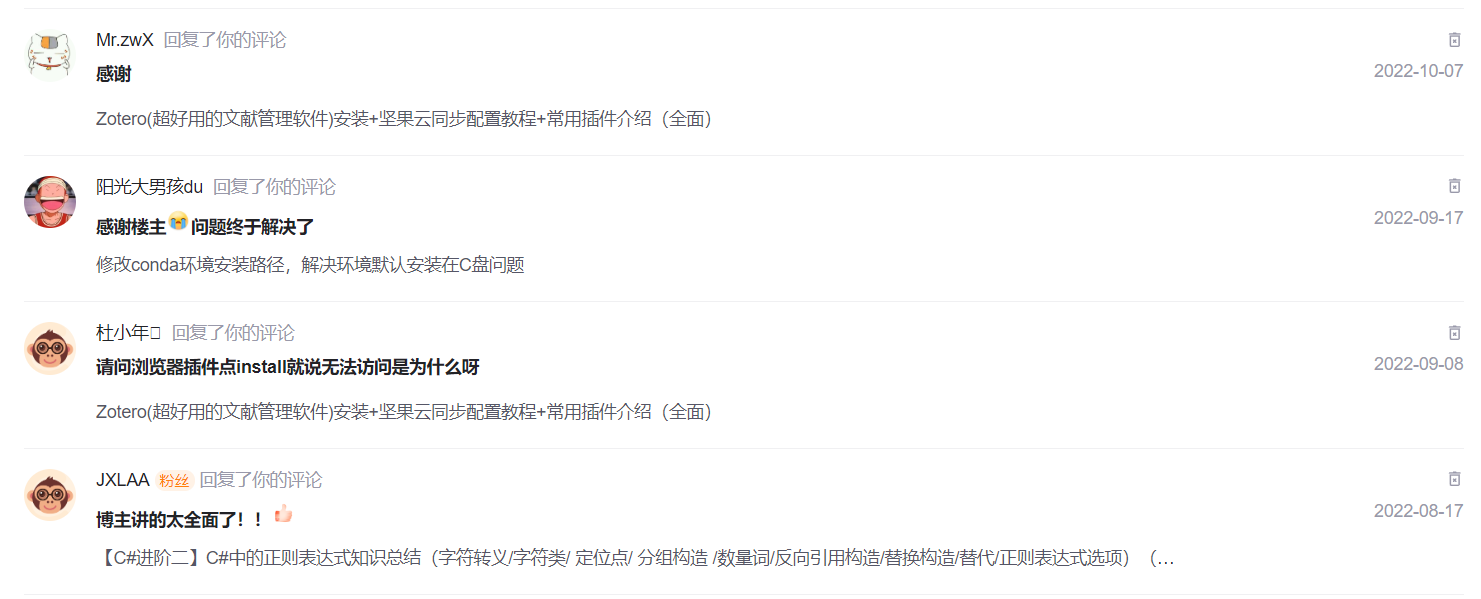 Mr.zwX 回复了你的评论
感谢
2022-10-07
Zotero(超好用的文献管理软件)安装+坚果云同步配置教程+常用插件介绍（全面）
阳光大男孩du 回复了你的评论
感谢楼主😭问题终于解决了
2022-09-17
修改conda环境安装路径，解决环境默认安装在C盘问题
杜小年 回复了你的评论
请问浏览器插件点install就说无法访问是为什么呀
2022-09-08
Zotero(超好用的文献管理软件)安装+坚果云同步配置教程+常用插件介绍（全面）
JXLAA 粉丝 回复了你的评论
博主讲的太全面了！！👍
2022-08-17
【C#进阶二】C#中的正则表达式知识总结（字符转义/字符类/ 定位点/ 分组构造 /数量词/反向引用构造/替换构造/替代/正则表达式选项）（...